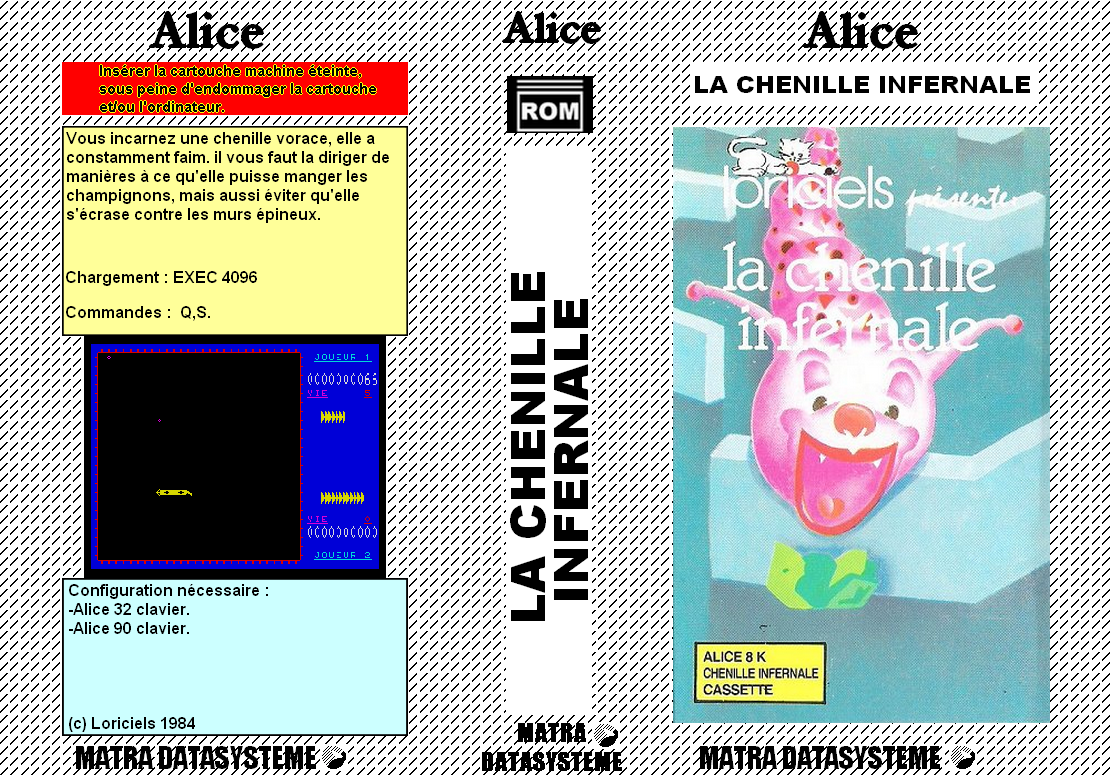 Alice
Insérer la cartouche machine éteinte,
sous peine d'endommager la cartouche
et/ou l'ordinateur.
Vous incarnez une chenille vorace, elle a
constamment faim. il vous faut la diriger de
manières à ce qu'elle puisse manger les
champignons, mais aussi éviter qu'elle
s'écrase contre les murs épineux.
Chargement : EXEC 4096
Commandes : Q,S.
JOUEUR 1
VIE
VIE
JOUEUR 2
Configuration nécessaire :
-Alice 32 clavier.
-Alice 90 clavier.
(c) Loriciels 1984
MATRA DATASYSTEME
Alice
ROM
LA CHENILLE
INFERNALE
MATRA
DATASYSTEME
Alice
LA CHENILLE INFERNALE
loriciels présente
la chenille
infernale
ALICE 8 K
CHENILLE INFERNALE
CASSETTE
MATRA DATASYSTEME